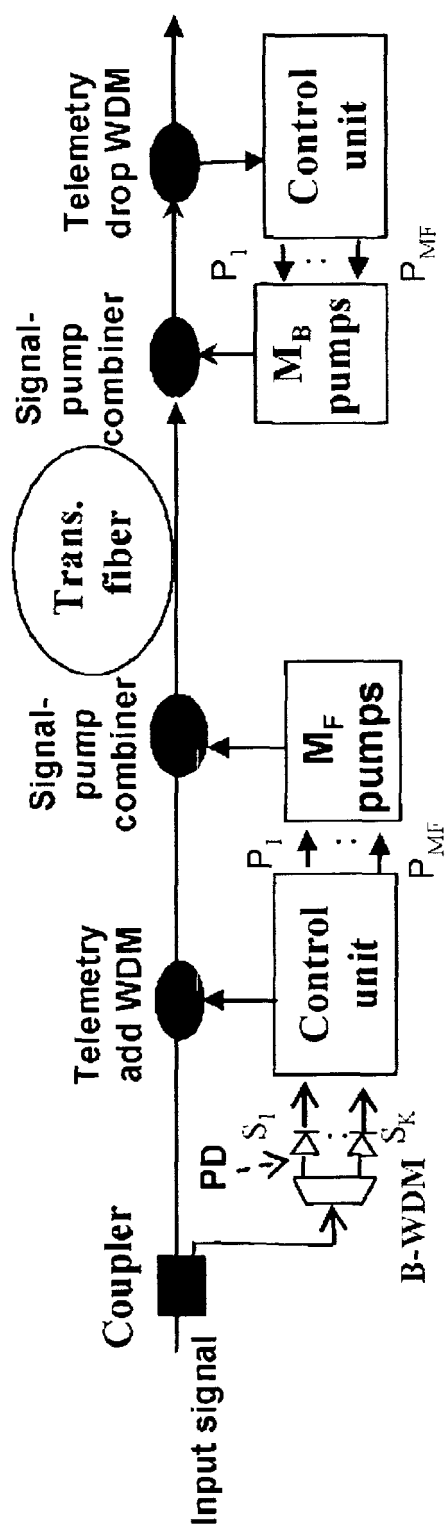 Input signal
Coupler
B-WDM
PD
S1
..
SK
Telemetry
add WDM
Control
unit
P1
..
PMF
Signal-
pump
combiner
MF
pumps
Trans.
fiber
Signal-
pump
combiner
MB
pumps
P1
..
PMF
Telemetry
drop WDM
Control
unit